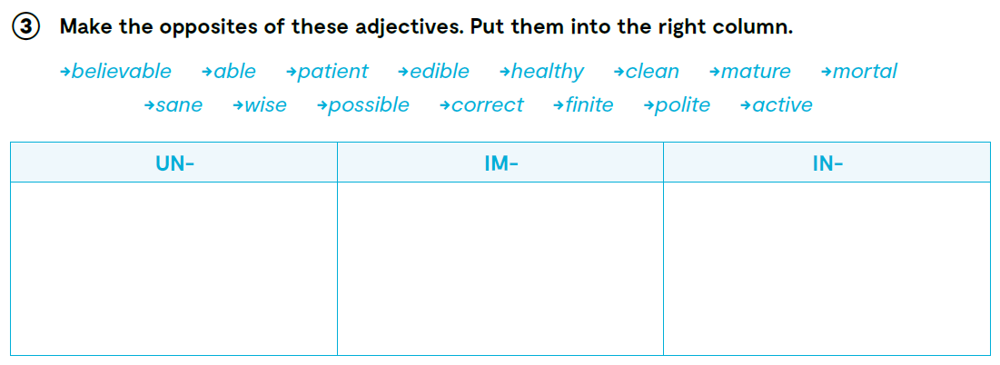 3 Make the opposites of these adjectives. Put them into the right column.
→believable →able →patient →edible →healthy →clean →mature →mortal
→sane →wise →possible →correct →finite →polite →active
UN- IM- IN-